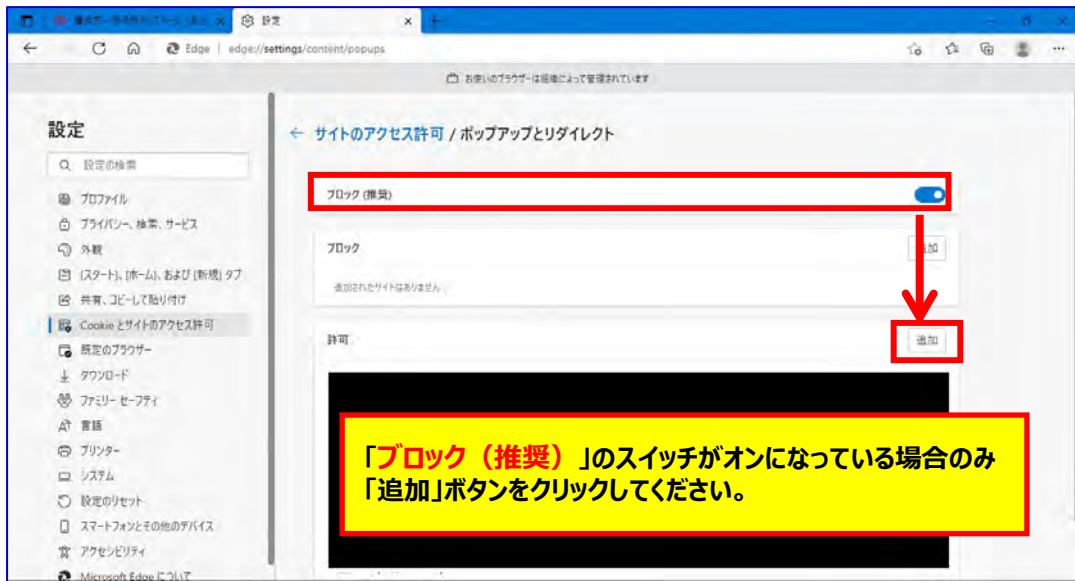 設定
Edge | edge://settings/content/popups
お使いのブラウザーは組織によって管理されています
設定
設定の検索
プロファイル
プライバシー、検索、サービス
外観
[スタート]、[ホーム]、および [新規] タブ
共有、コピーして貼り付け
Cookie とサイトのアクセス許可
既定のブラウザー
ダウンロード
ファミリー セーフティ
言語
プリンター
システム
設定のリセット
スマートフォンとその他のデバイス
アクセシビリティ
Microsoft Edge について
サイトのアクセス許可 / ポップアップとリダイレクト
ブロック (推奨)
ブロック
追加
追加されたサイトはありません
許可
追加
「ブロック（推奨）」のスイッチがオンになっている場合のみ
「追加」ボタンをクリックしてください。